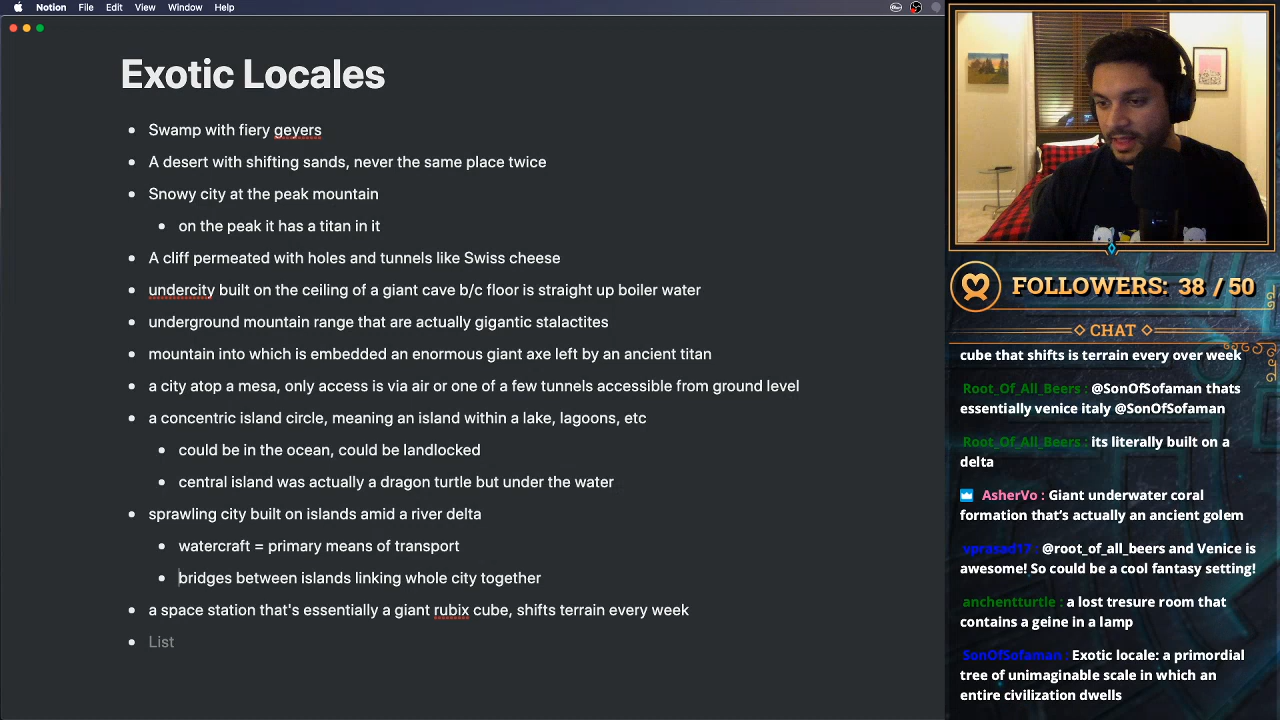 Notion File Edit View Window Help
Exotic Locales
Swamp with fiery geyers
A desert with shifting sands, never the same place twice
Snowy city at the peak mountain
on the peak it has a titan in it
A cliff permeated with holes and tunnels like Swiss cheese
undercity built on the ceiling of a giant cave b/c floor is straight up boiler water
underground mountain range that are actually gigantic stalactites
mountain into which is embedded an enormous giant axe left by an ancient titan
a city atop a mesa, only access is via air or one of a few tunnels accessible from ground level
a concentric island circle, meaning an island within a lake, lagoons, etc
could be in the ocean, could be landlocked
central island was actually a dragon turtle but under the water
sprawling city built on islands amid a river delta
watercraft = primary means of transport
bridges between islands linking whole city together
a space station that's essentially a giant rubix cube, shifts terrain every week
List
FOLLOWERS: 38 / 50
CHAT
cube that shifts is terrain every over week
Root_Of_All_Beers : @SonOfSofaman thats
essentially venice italy @SonOfSofaman
Root_Of_All_Beers : its literally built on a
delta
AsherVo : Giant underwater coral
formation that's actually an ancient golem
vprasad17 : @root_of_all_beers and Venice is
awesome! So could be a cool fantasy setting!
anchentturtle : a lost tresure room that
contains a geine in a lamp
SonOfSofaman : Exotic locale: a primordial
tree of unimaginable scale in which an
entire civilization dwells